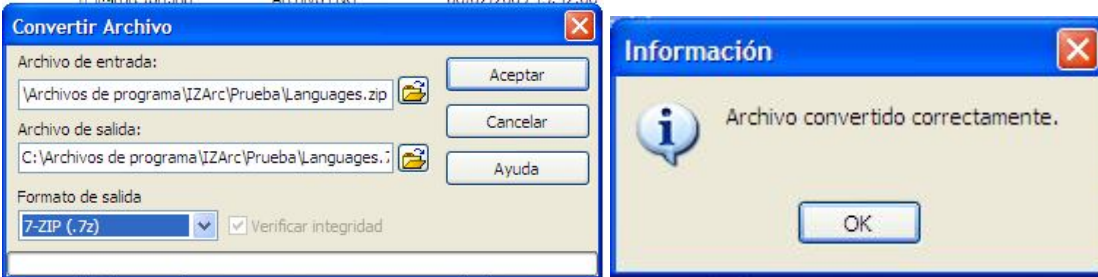 Convertir Archivo
Archivo de entrada:
\Archivos de programa\IZArc\Prueba\Languages.zip
Aceptar
Archivo de salida:
Cancelar
C:\Archivos de programa\IZArc\Prueba\Languages.7
Ayuda
Formato de salida
7-ZIP (.7z)
Verificar integridad
Información
Archivo convertido correctamente.
OK